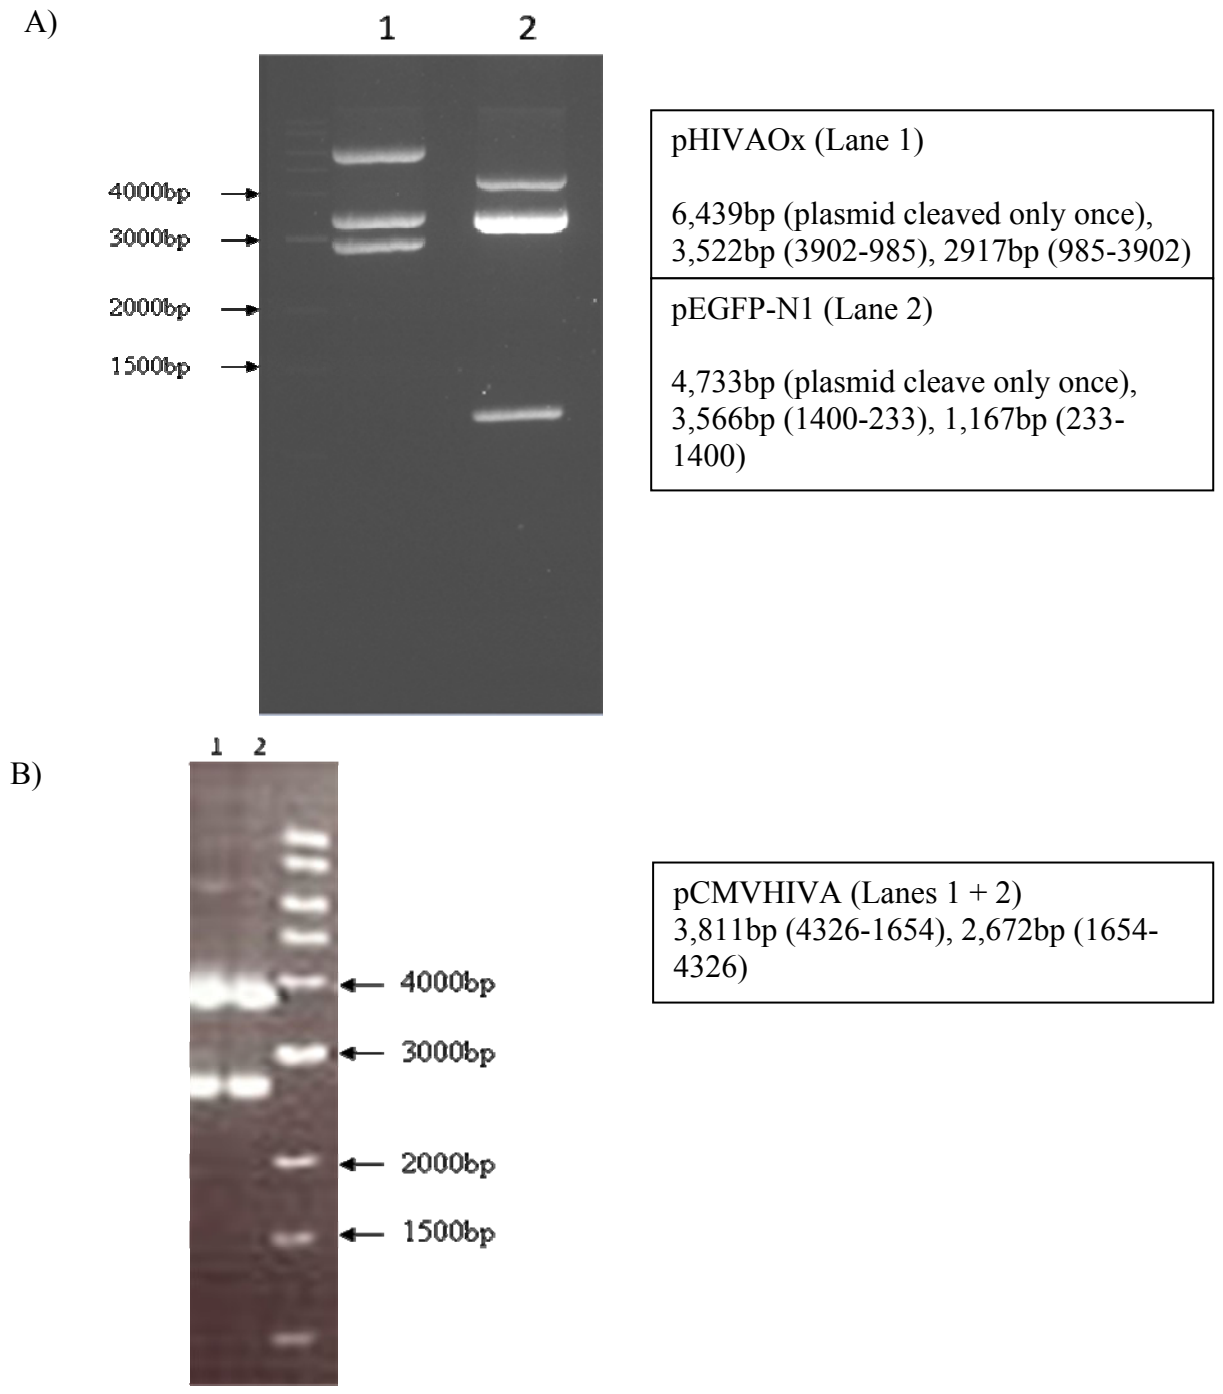 A)
1 2
4000bp
3000bp
2000bp
1500bp
pHIVAOx (Lane 1)
6,439bp (plasmid cleaved only once),
3,522bp (3902-985), 2917bp (985-3902)
pEGFP-N1 (Lane 2)
4,733bp (plasmid cleave only once),
3,566bp (1400-233), 1,167bp (233-
1400)
B)
1 2
4000bp
3000bp
2000bp
1500bp
pCMVHIVA (Lanes 1 + 2)
3,811bp (4326-1654), 2,672bp (1654-
4326)